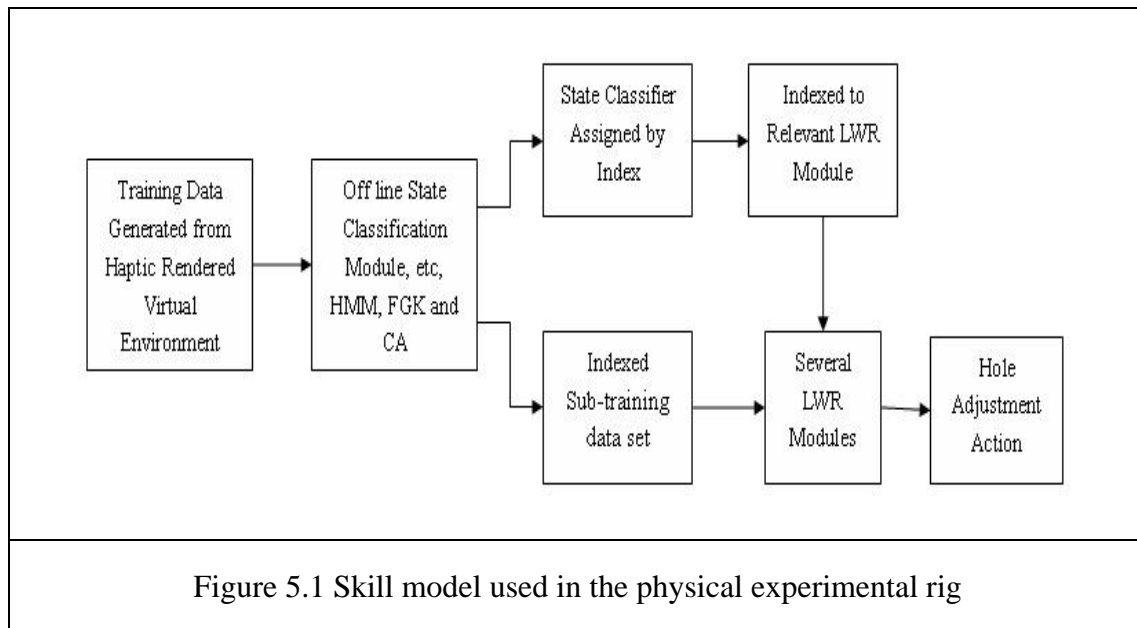 Training Data
Generated from
Haptic Rendered
Virtual
Environment
Off line State
Classification
Module, etc,
HMM, FGK and
CA
State Classifier
Assigned by
Index
Indexed to
Relevant LWR
Module
Indexed
Sub-training
data set
Several
LWR
Modules
Hole
Adjustment
Action
Figure 5.1 Skill model used in the physical experimental rig